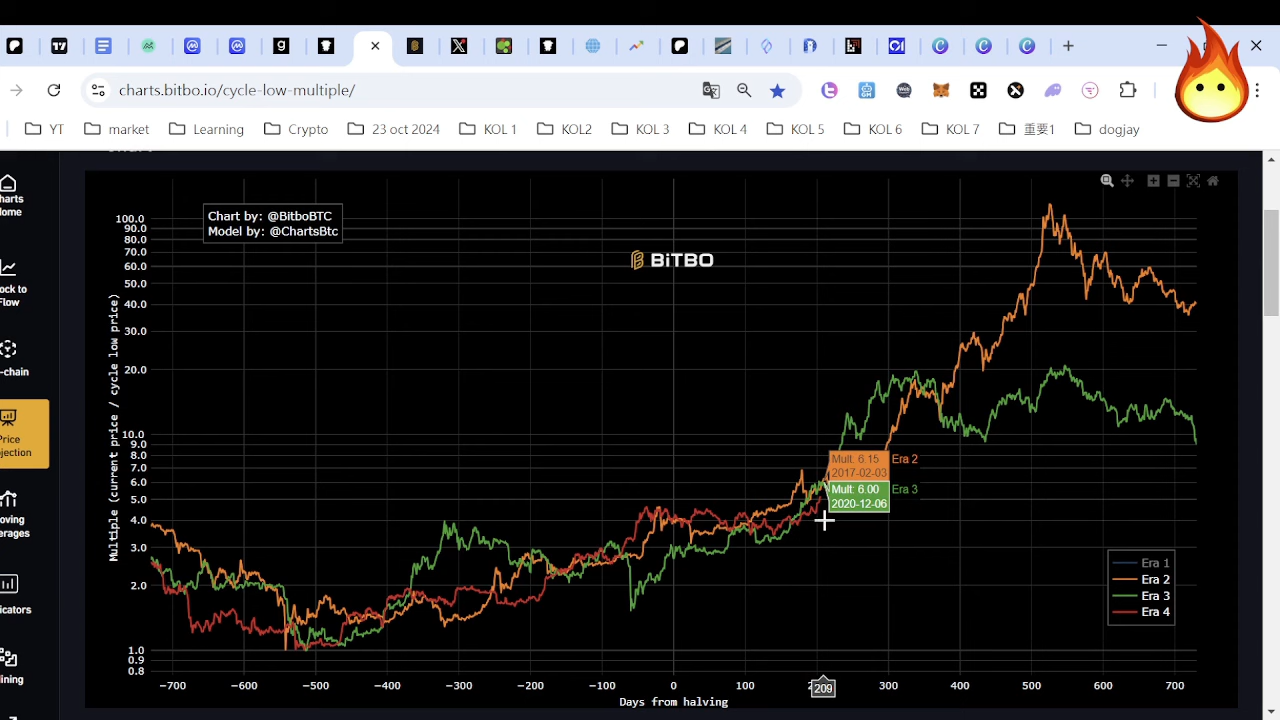 charts.bitbo.io/cycle-low-multiple/
YT
market
Learning
Crypto
23 oct 2024
KOL 1
KOL2
KOL 3
KOL 4
KOL 5
KOL 6
KOL 7
重要1
dogjay
harts
ome
ock to
Flow
-chain
Price
jection
oving
erages
icators
ining
Chart by: @BitboBTC
Model by: @ChartsBtc
BiTBO
Multiple (current price / cycle low price)
100.0
90.0
80.0
70.0
60.0
50.0
40.0
30.0
20.0
10.0
9.0
8.0
7.0
6.0
5.0
4.0
3.0
2.0
1.0
0.9
0.8
Mult: 6.15
2017-02-03
Era 2
Mult: 6.00
2020-12-06
Era 3
Era 1
Era 2
Era 3
Era 4
−700
−600
−500
−400
−300
−200
−100
0
100
209
300
400
500
600
700
Days from halving